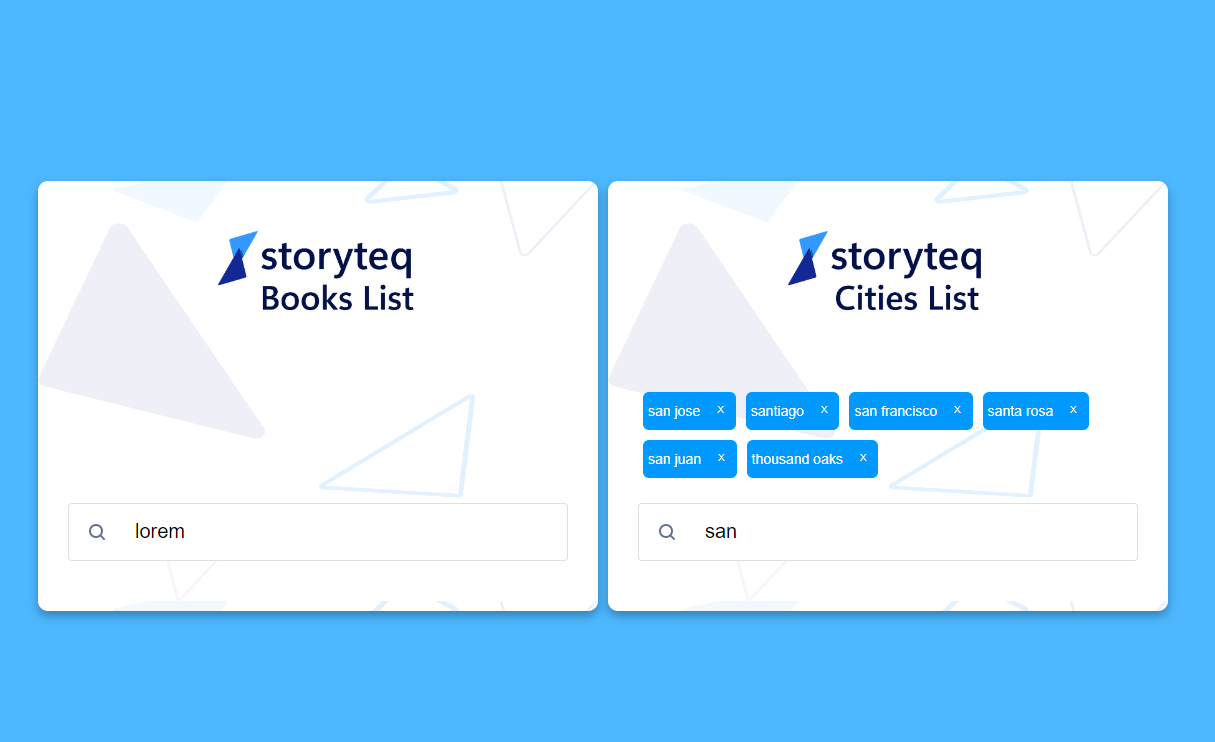 storyteq
Books List
lorem
storyteq
Cities List
san jose x santiago x san francisco x santa rosa x
san juan x thousand oaks x
san